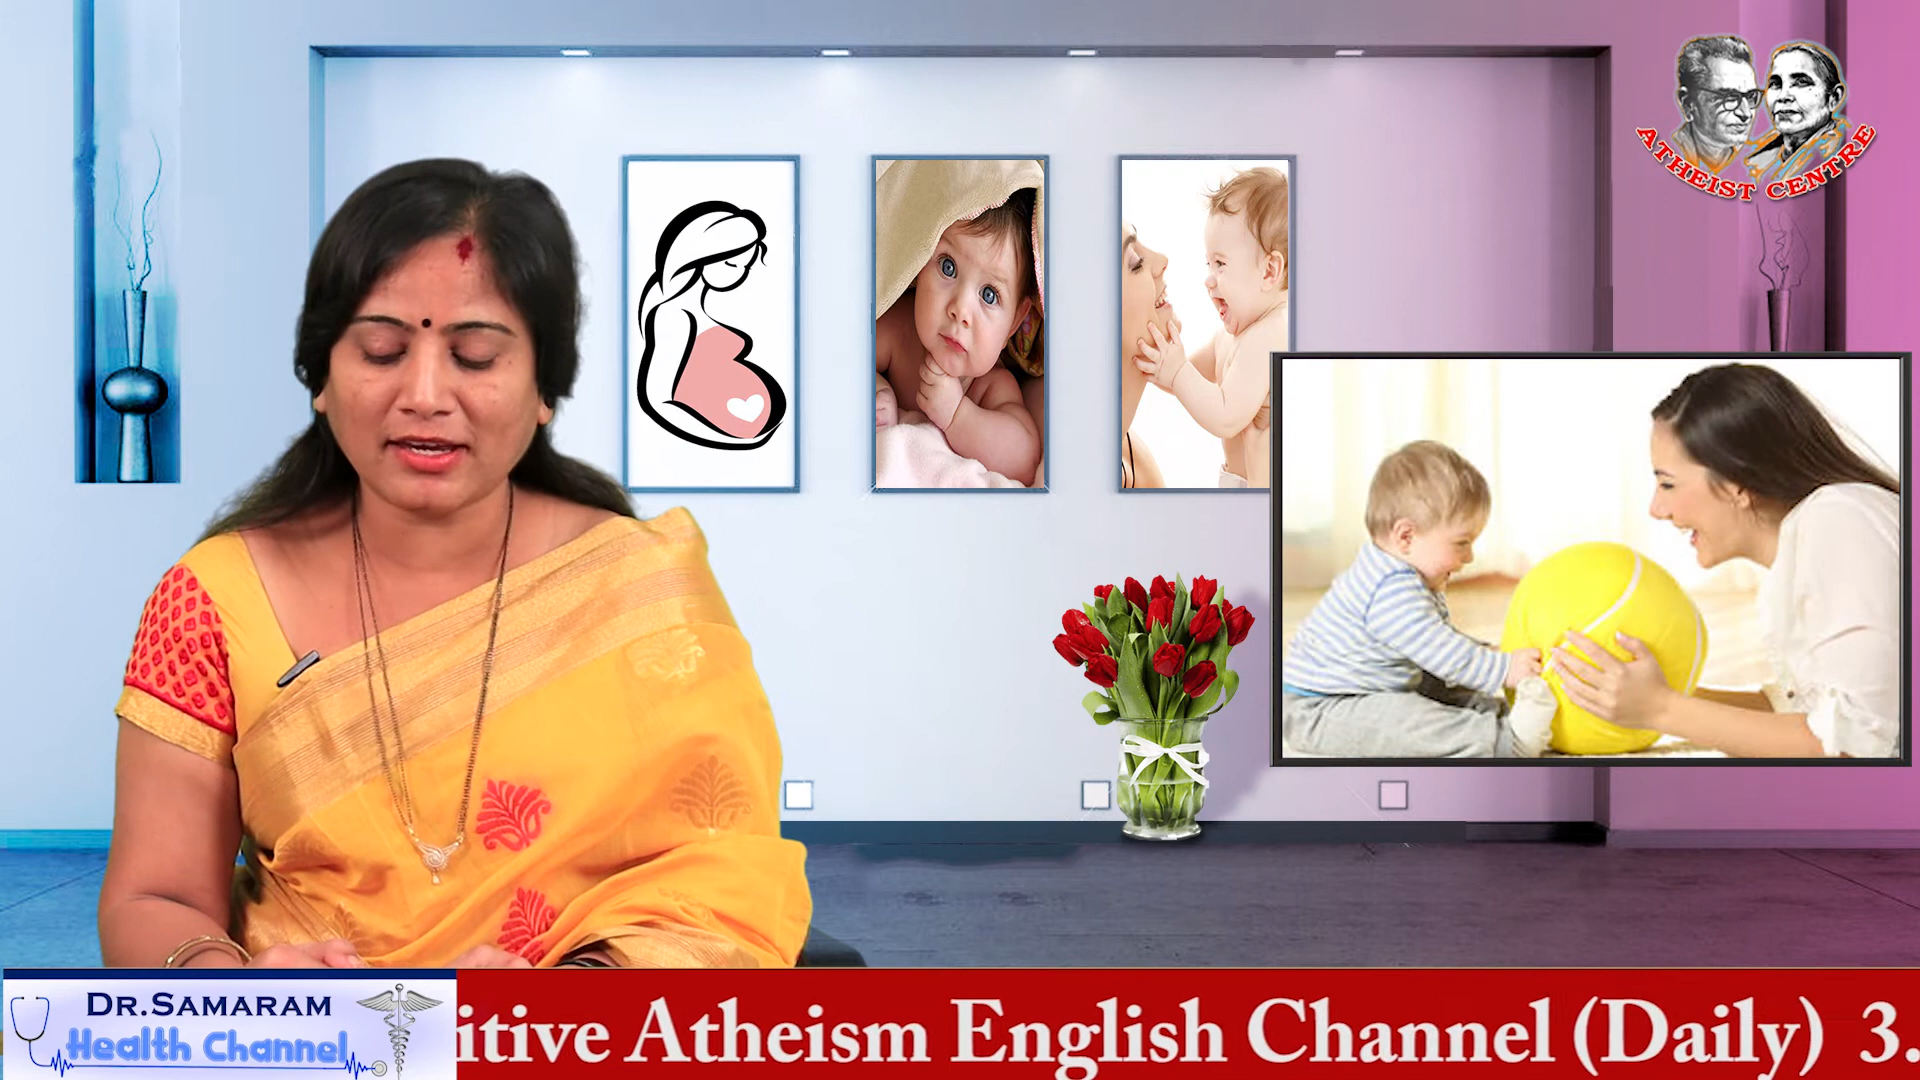 ATHEIST CENTRE
DR.SAMARAM
Health Channel
itive Atheism English Channel (Daily) 3.